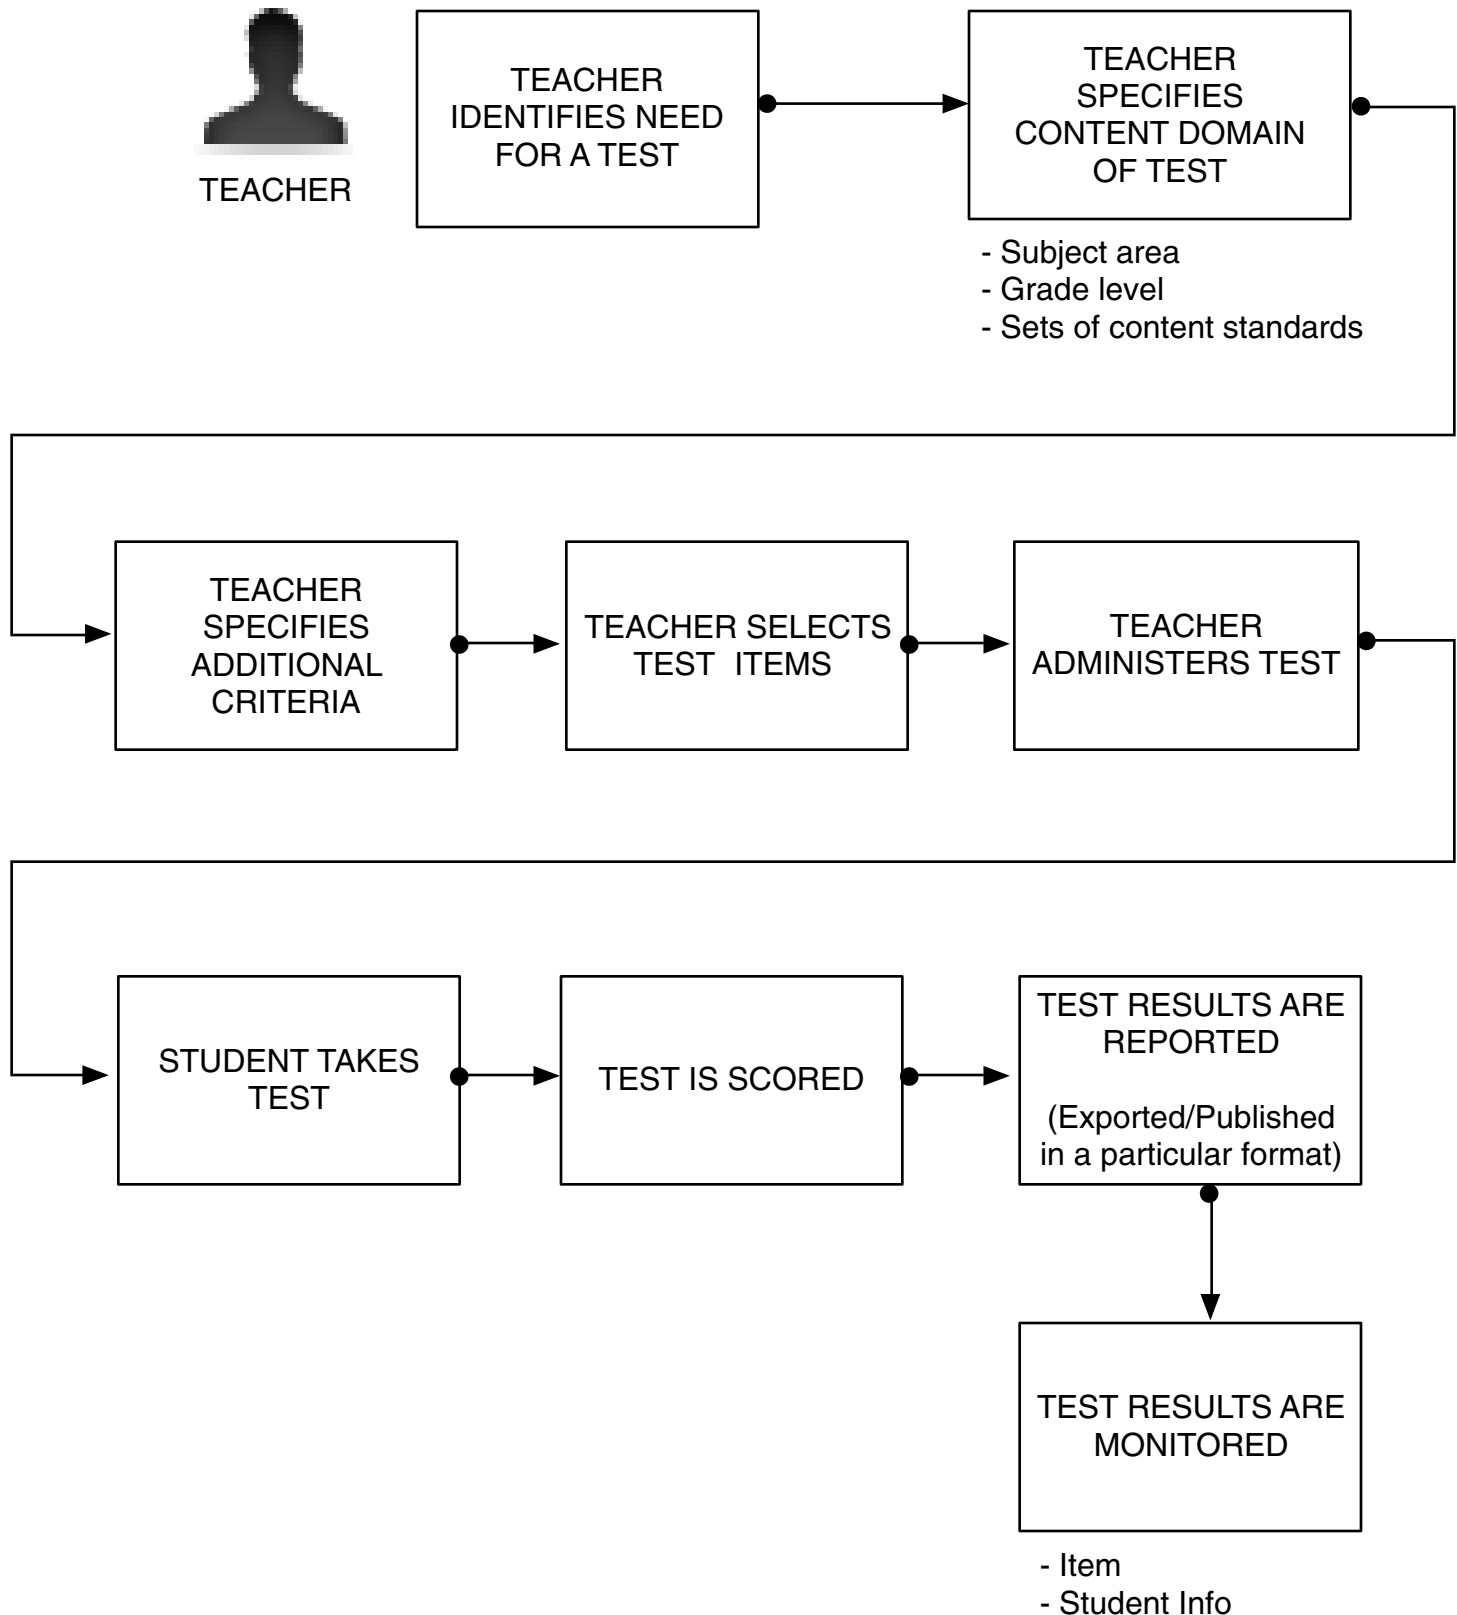 TEACHER
TEACHER
IDENTIFIES NEED
FOR A TEST
TEACHER
SPECIFIES
CONTENT DOMAIN
OF TEST
- Subject area
- Grade level
- Sets of content standards
TEACHER
SPECIFIES
ADDITIONAL
CRITERIA
TEACHER SELECTS
TEST ITEMS
TEACHER
ADMINISTERS TEST
STUDENT TAKES
TEST
TEST IS SCORED
TEST RESULTS ARE
REPORTED
(Exported/Published
in a particular format)
TEST RESULTS ARE
MONITORED
- Item
- Student Info